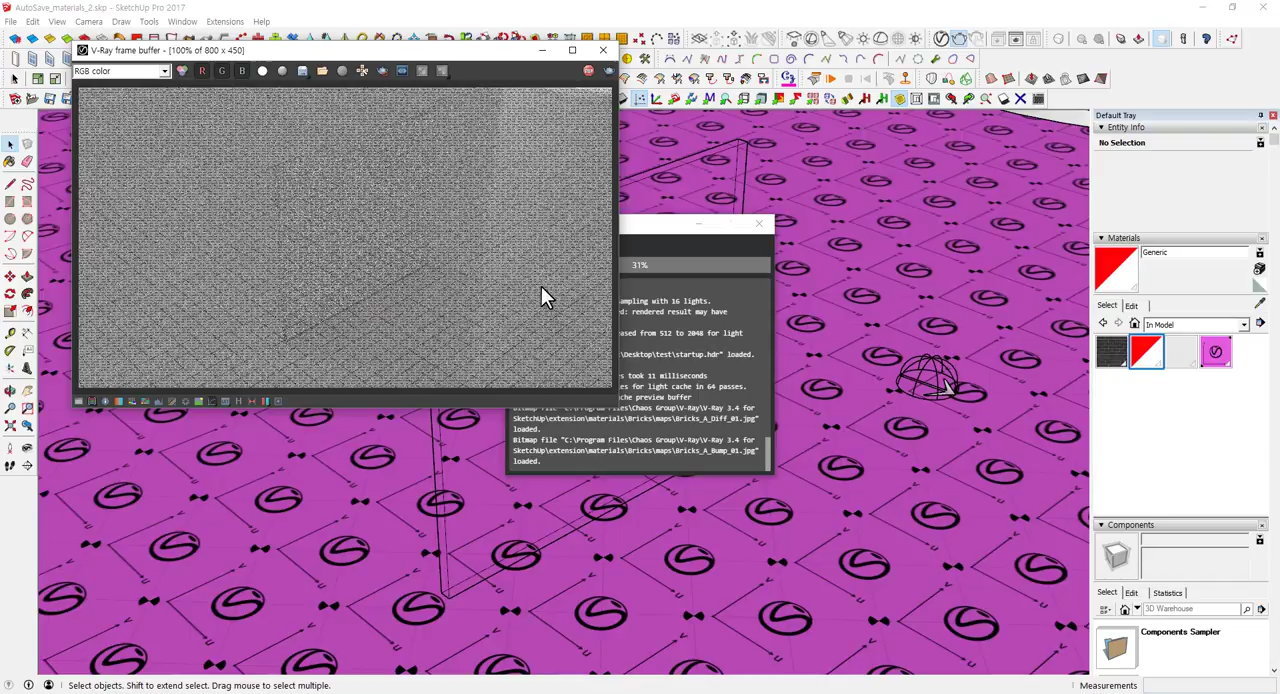 AutoSave_materials_2.skp - SketchUp Pro 2017
File Edit View Camera Draw Tools Window Extensions Help
V-Ray frame buffer - [100% of 800 x 450]
RGB color
R G B
31%
ampling with 16 lights.
ed: rendered result may have
eased from 512 to 2048 for light
\Desktop\test\startup.hdr" loaded.
es took 11 milliseconds
es for light cache in 64 passes.
ache preview buffer
Bitmap file "C:\Program Files\Chaos Group\V-Ray\V-Ray 3.4 for
SketchUp\extension\materials\Bricks\maps\Bricks_A_Diff_01.jpg"
loaded.
Bitmap file "C:\Program Files\Chaos Group\V-Ray\V-Ray 3.4 for
SketchUp\extension\materials\Bricks\maps\Bricks_A_Bump_01.jpg"
loaded.
Default Tray
Entity Info
No Selection
Materials
Generic
Select Edit
In Model
Components
Select Edit Statistics
3D Warehouse
Components Sampler
Select objects. Shift to extend select. Drag mouse to select multiple.
Measurements